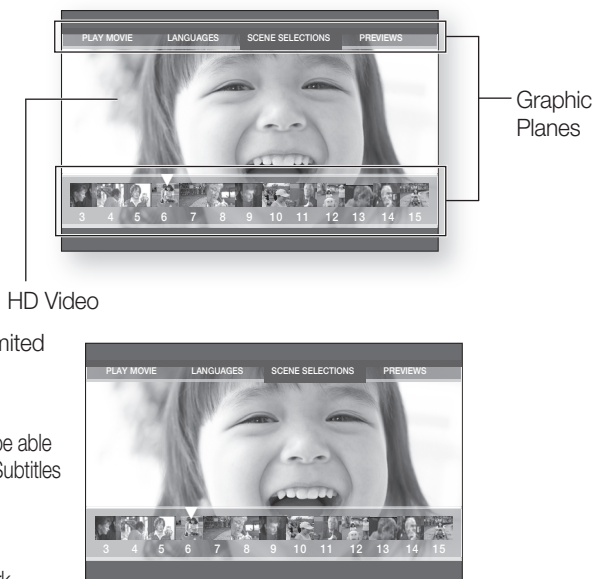 PLAY MOVIE LANGUAGES SCENE SELECTIONS PREVIEWS
Graphic
Planes
3 4 5 6 7 8 9 10 11 12 13 14 15
HD Video
PLAY MOVIE LANGUAGES SCENE SELECTIONS PREVIEWS
be able
Subtitles
3 4 5 6 7 8 9 10 11 12 13 14 15